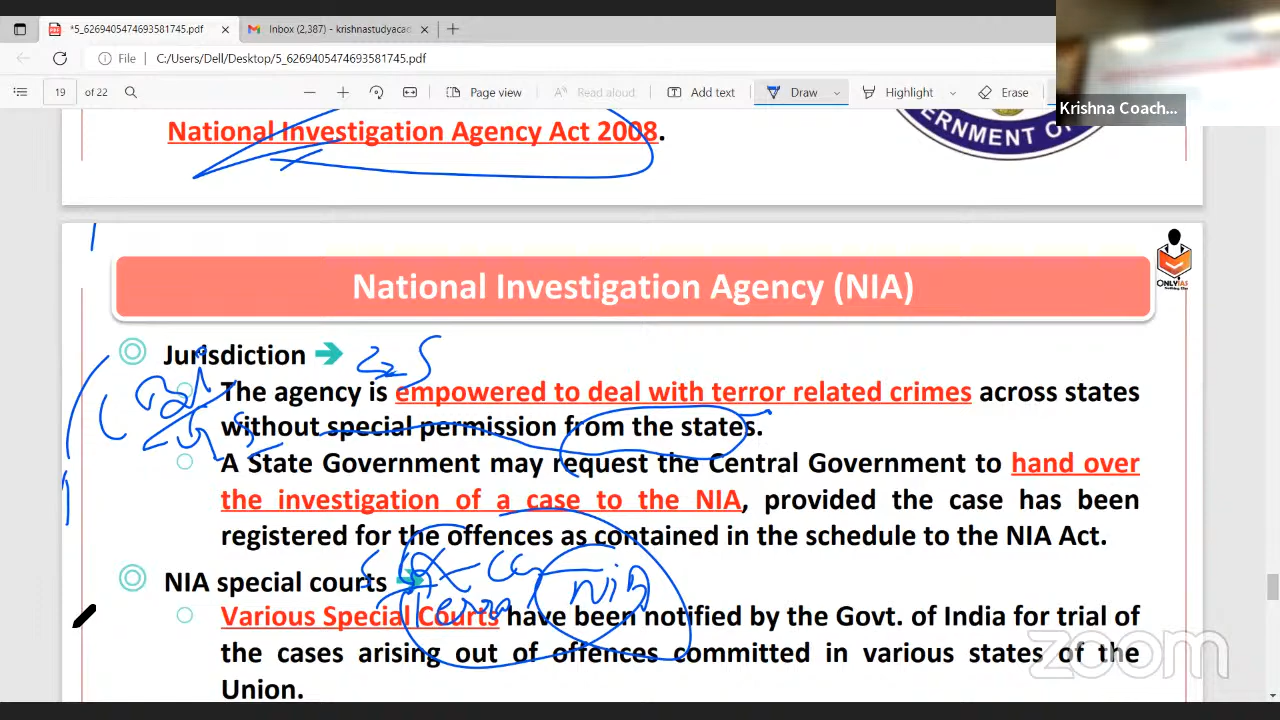 *5_6269405474693581745.pdf
Inbox (2,387) - krishnastudyacac
File C:/Users/Dell/Desktop/5_6269405474693581745.pdf
19 of 22
Page view
Read aloud
Add text
Draw
Highlight
Erase
Krishna Coach...
National Investigation Agency Act 2008.
ERNMENT OF
National Investigation Agency (NIA)
ONLYIAS
Jurisdiction
The agency is empowered to deal with terror related crimes across states
without special permission from the states.
A State Government may request the Central Government to hand over
the investigation of a case to the NIA, provided the case has been
registered for the offences as contained in the schedule to the NIA Act.
NIA special courts
NIA
Various Special Courts have been notified by the Govt. of India for trial of
the cases arising out of offences committed in various states of the
Union.
zoom